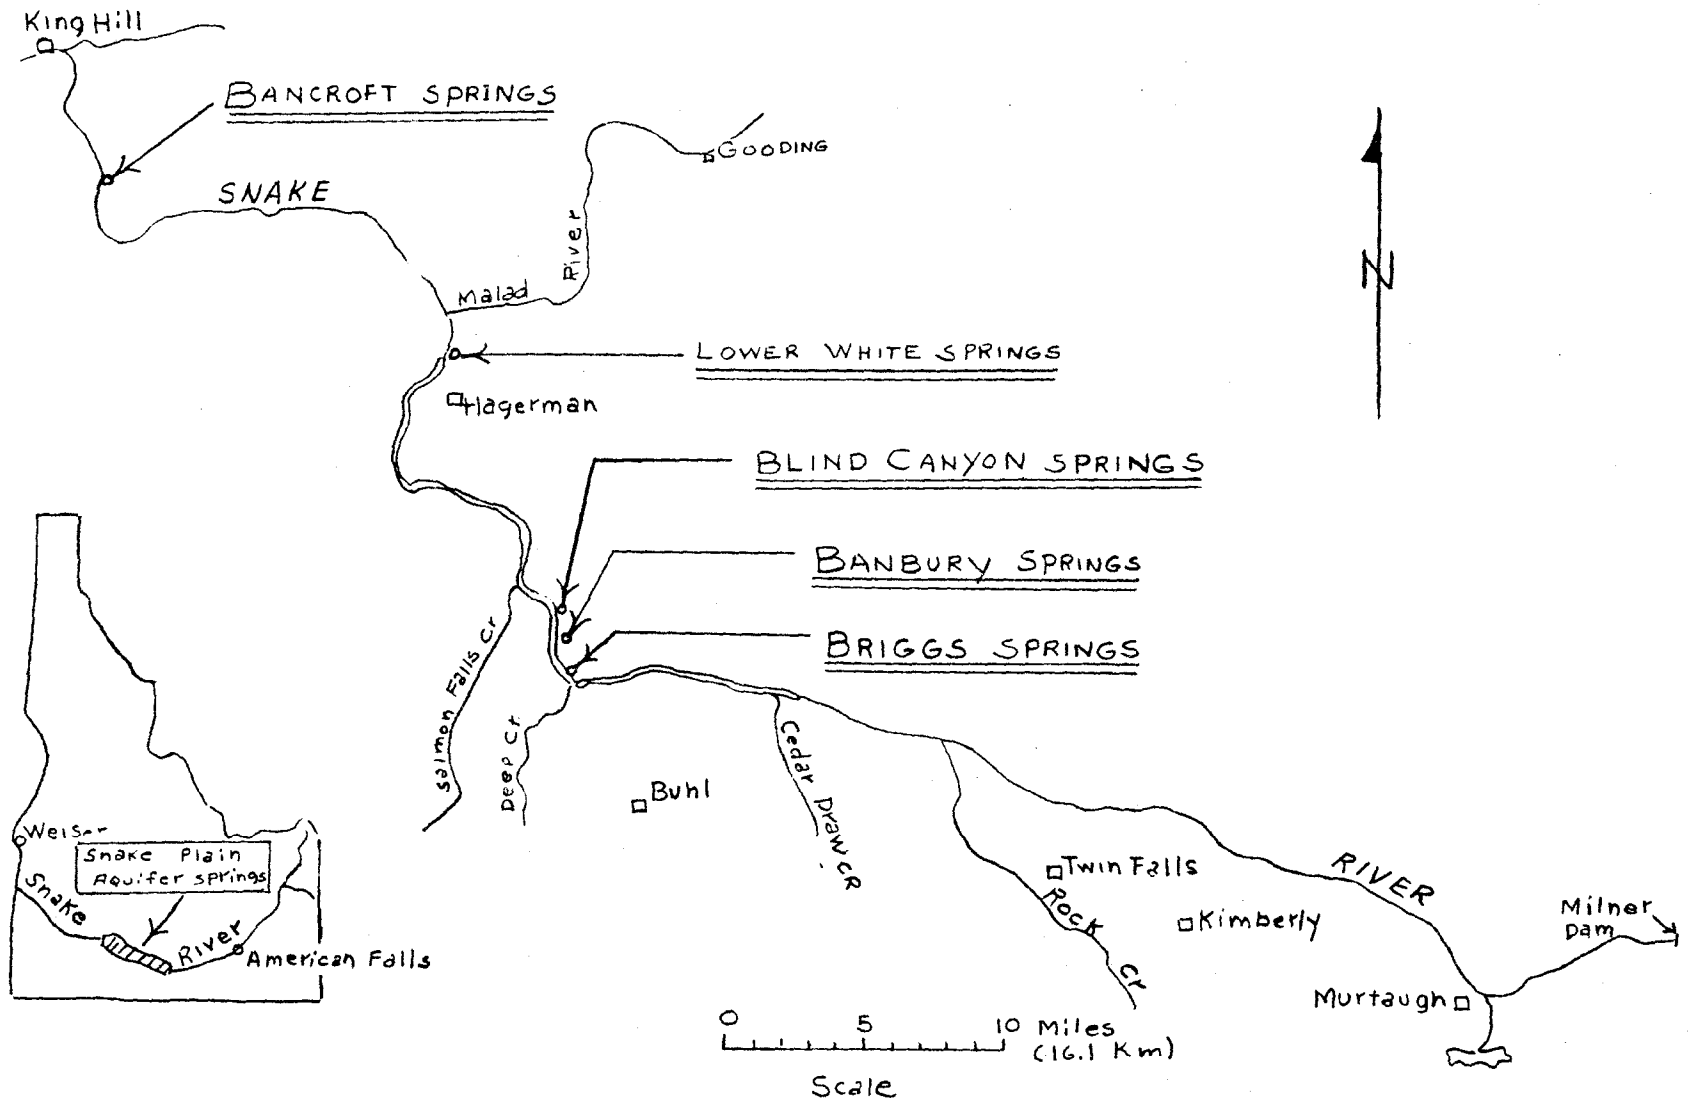 King Hill
BANCROFT SPRINGS
GOODING
SNAKE
River
Malad
N
LOWER WHITE SPRINGS
Hagerman
BLIND CANYON SPRINGS
BANBURY SPRINGS
BRIGGS SPRINGS
Salmon Falls Cr
Deep Cr
Cedar Draw CR
Buhl
Weiser
Snake Plain
Aquifer springs
Snake
River
American Falls
Twin Falls
Rock
Cr
RIVER
Kimberly
Milner
Dam
Murtaugh
0 5 10 Miles
(16.1 Km)
Scale